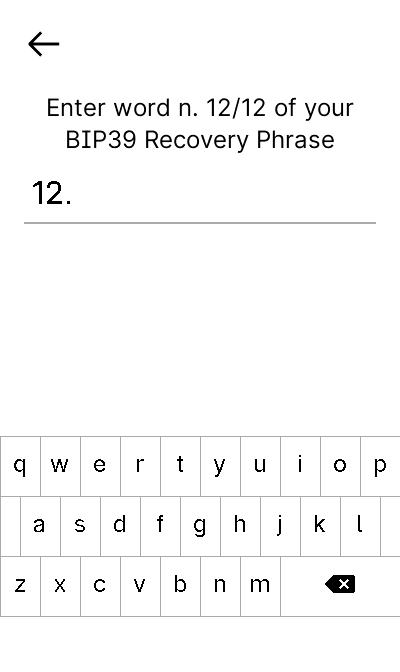 Enter word n. 12/12 of your
BIP39 Recovery Phrase
12.
q w e r t y u i o p
a s d f g h j k l
z x c v b n m